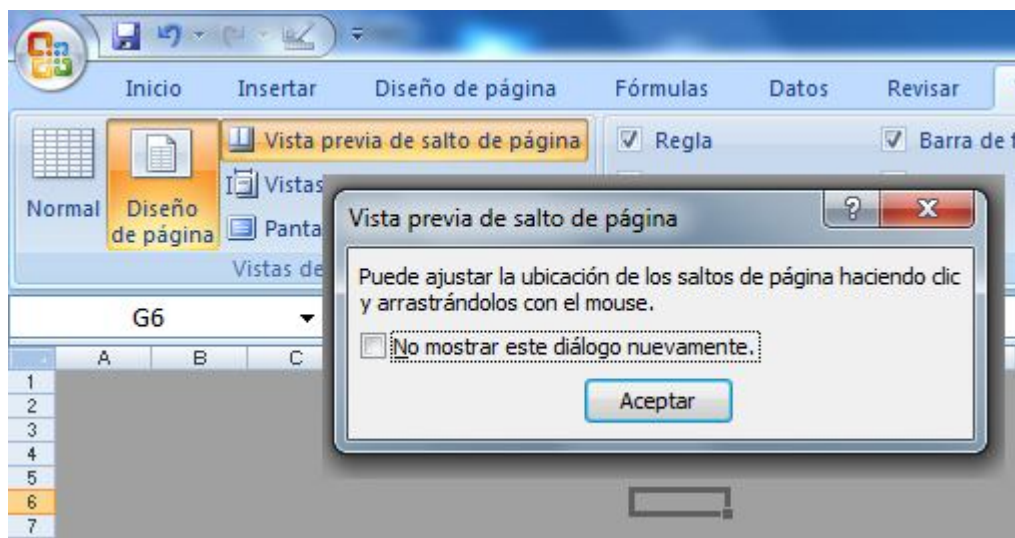 Inicio Insertar Diseño de página Fórmulas Datos Revisar
Vista previa de salto de página
Regla
Barra de f
Vistas
Normal
Diseño
de página
Panta
Vistas de
Vista previa de salto de página
? X
Puede ajustar la ubicación de los saltos de página haciendo clic
y arrastrándolos con el mouse.
No mostrar este diálogo nuevamente.
Aceptar
G6
A B C
1
2
3
4
5
6
7